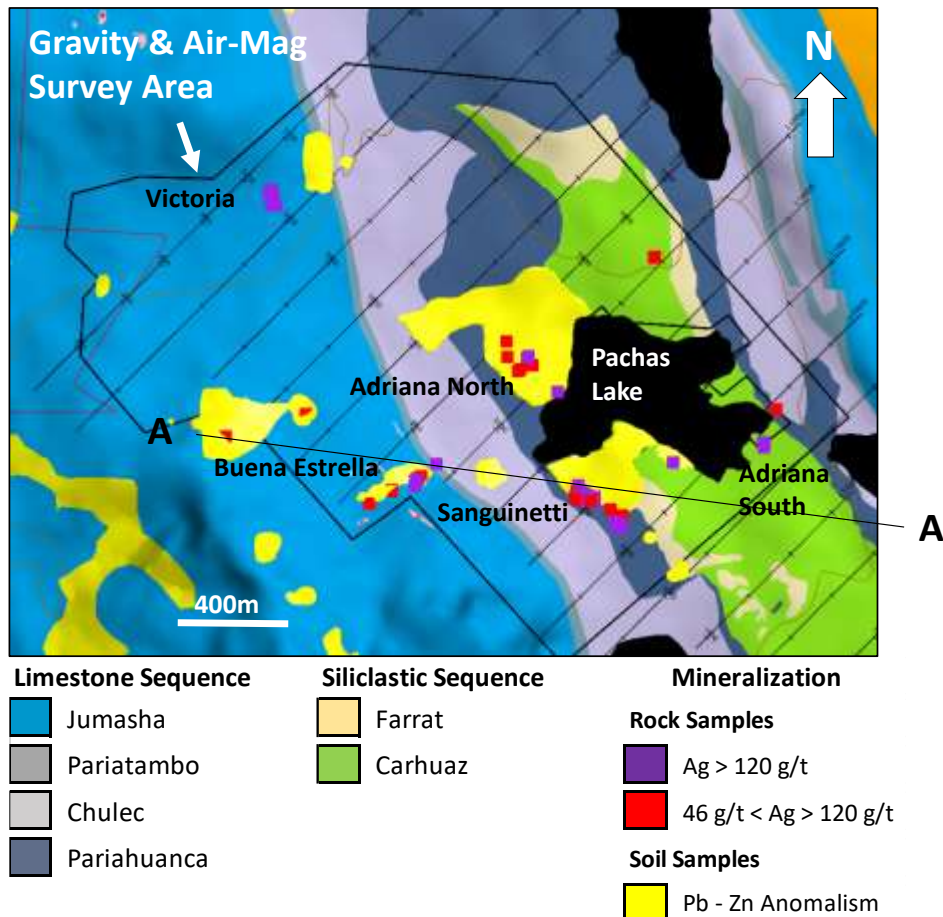 Gravity & Air-Mag
Survey Area
N
Victoria
Pachas
Lake
Adriana North
A
Buena Estrella
Adriana
South
Sanguinetti
A
400m
Limestone Sequence
Jumasha
Pariatambo
Chulec
Pariahuanca
Siliclastic Sequence
Farrat
Carhuaz
Mineralization
Rock Samples
Ag > 120 g/t
46 g/t < Ag > 120 g/t
Soil Samples
Pb - Zn Anomalism